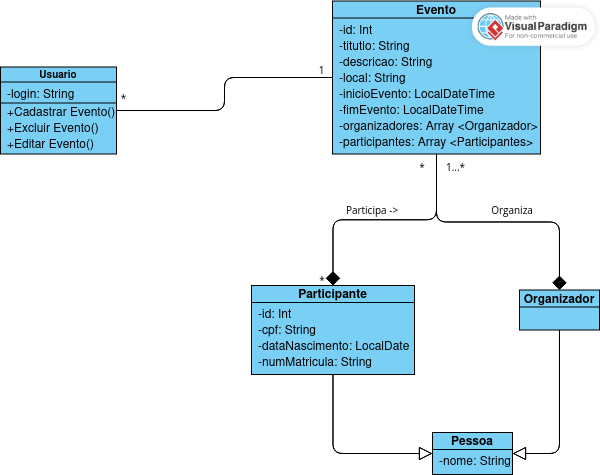 Evento
-id: Int
-titutlo: String
-descricao: String
-local: String
-inicioEvento: LocalDateTime
-fimEvento: LocalDateTime
-organizadores: Array <Organizador>
-participantes: Array <Participantes>
Made with
Visual Paradigm
For non-commercial use
Usuario
-login: String
+Cadastrar Evento()
+Excluir Evento()
+Editar Evento()
*
1
*
1...*
Participa ->
Organiza
*
Participante
-id: Int
-cpf: String
-dataNascimento: LocalDate
-numMatricula: String
Organizador
Pessoa
-nome: String